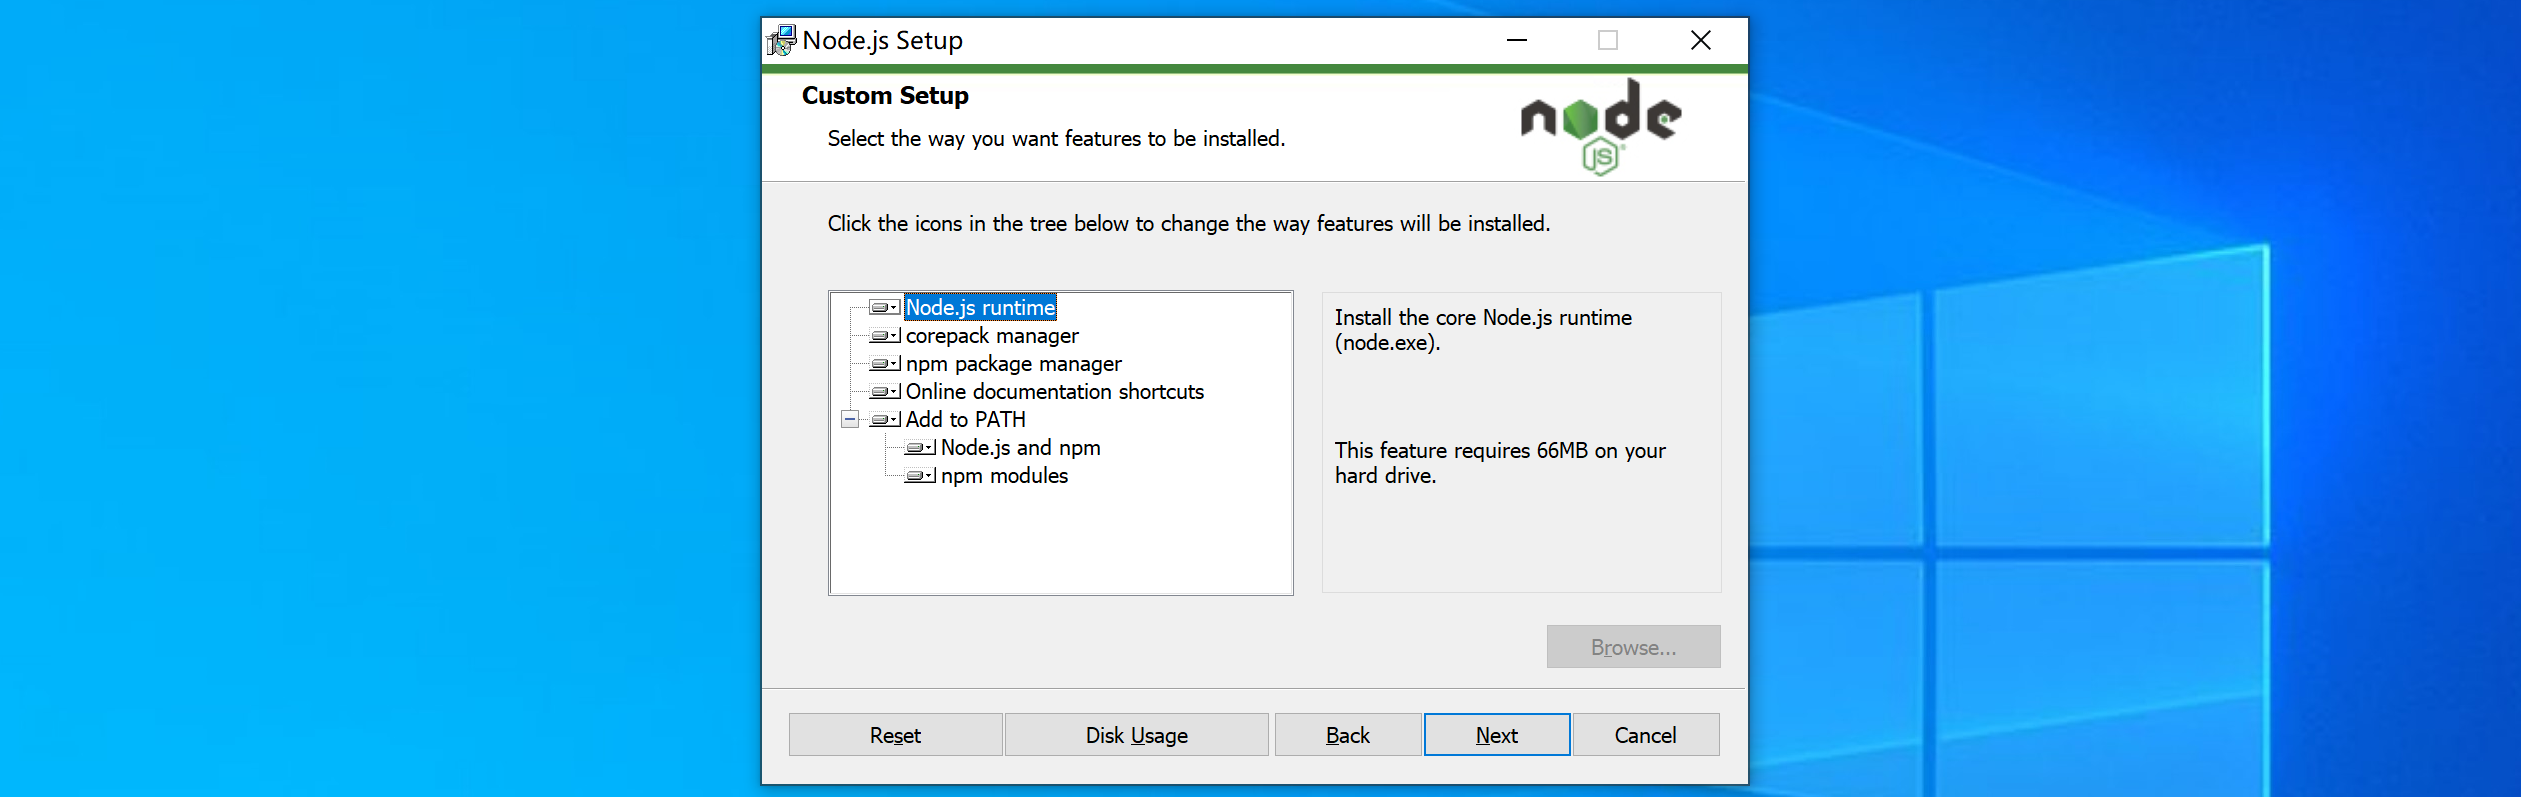 Node.js Setup
Custom Setup
Select the way you want features to be installed.
node
JS
Click the icons in the tree below to change the way features will be installed.
Node.js runtime
corepack manager
npm package manager
Online documentation shortcuts
Add to PATH
Node.js and npm
npm modules
Install the core Node.js runtime
(node.exe).
This feature requires 66MB on your
hard drive.
Browse...
Reset
Disk Usage
Back
Next
Cancel